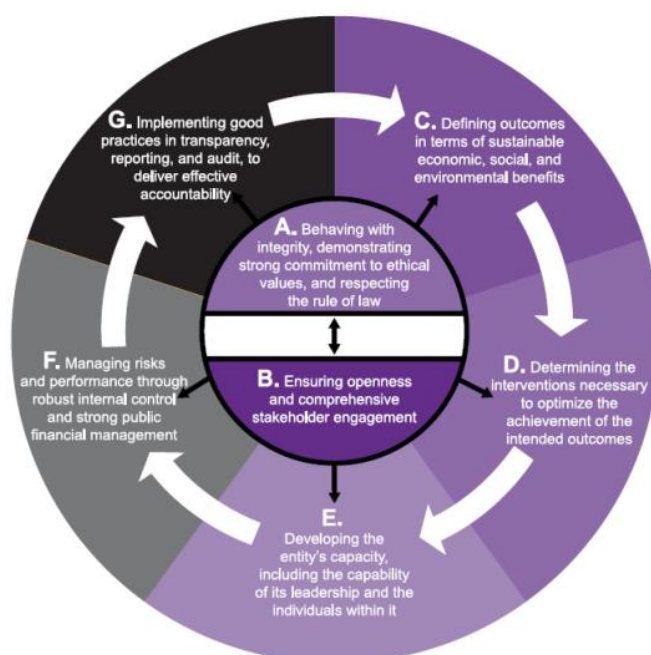 G. Implementing good
practices in transparency,
reporting, and audit, to
deliver effective
accountability
C. Defining outcomes
in terms of sustainable
economic, social, and
environmental benefits
A. Behaving with
integrity, demonstrating
strong commitment to ethical
values, and respecting
the rule of law
B. Ensuring openness
and comprehensive
stakeholder engagement
D. Determining the
interventions necessary
to optimize the
achievement of the
intended outcomes
E.
Developing the
entity's capacity,
including the capability
of its leadership and the
individuals within it
F. Managing risks
and performance through
robust internal control
and strong public
financial management